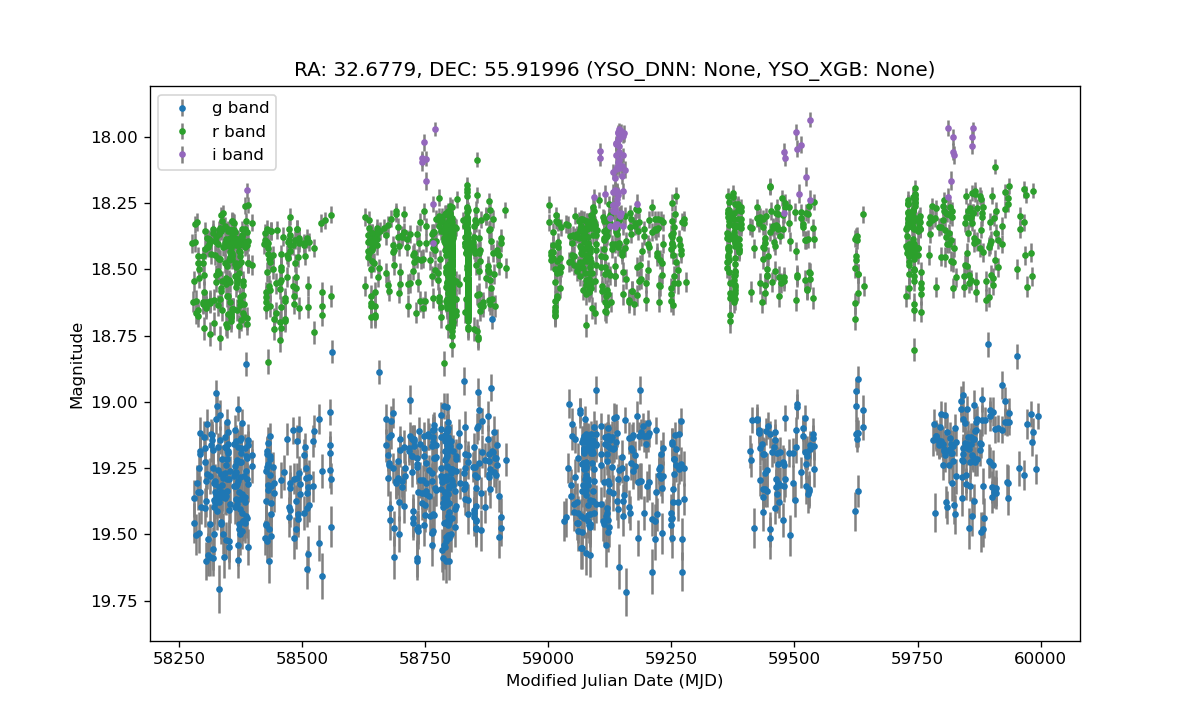 RA: 32.6779, DEC: 55.91996 (YSO_DNN: None, YSO_XGB: None)
g band
r band
i band
18.00
18.25
18.50
18.75
19.00
19.25
19.50
19.75
Magnitude
58250 58500 58750 59000 59250 59500 59750 60000
Modified Julian Date (MJD)